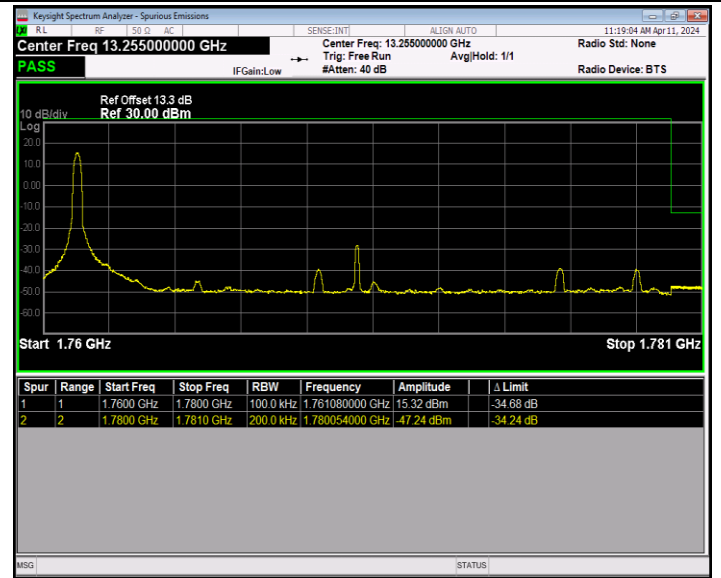 Keysight Spectrum Analyzer - Spurious Emissions
RL RF 50 Ω AC SENSE:INT ALIGN AUTO 11:19:04 AM Apr 11, 2024
Center Freq 13.255000000 GHz Center Freq: 13.255000000 GHz Radio Std: None
Trig: Free Run Avg|Hold: 1/1
PASS IFGain:Low #Atten: 40 dB Radio Device: BTS
Ref Offset 13.3 dB
10 dB/div Ref 30.00 dBm
Log
20.0
10.0
0.00
-10.0
-20.0
-30.0
-40.0
-50.0
-60.0
Start 1.76 GHz Stop 1.781 GHz
Spur Range Start Freq Stop Freq RBW Frequency Amplitude Δ Limit
1 1 1.7600 GHz 1.7800 GHz 100.0 kHz 1.761080000 GHz 15.32 dBm -34.68 dB
2 2 1.7800 GHz 1.7810 GHz 200.0 kHz 1.780054000 GHz -47.24 dBm -34.24 dB
MSG STATUS